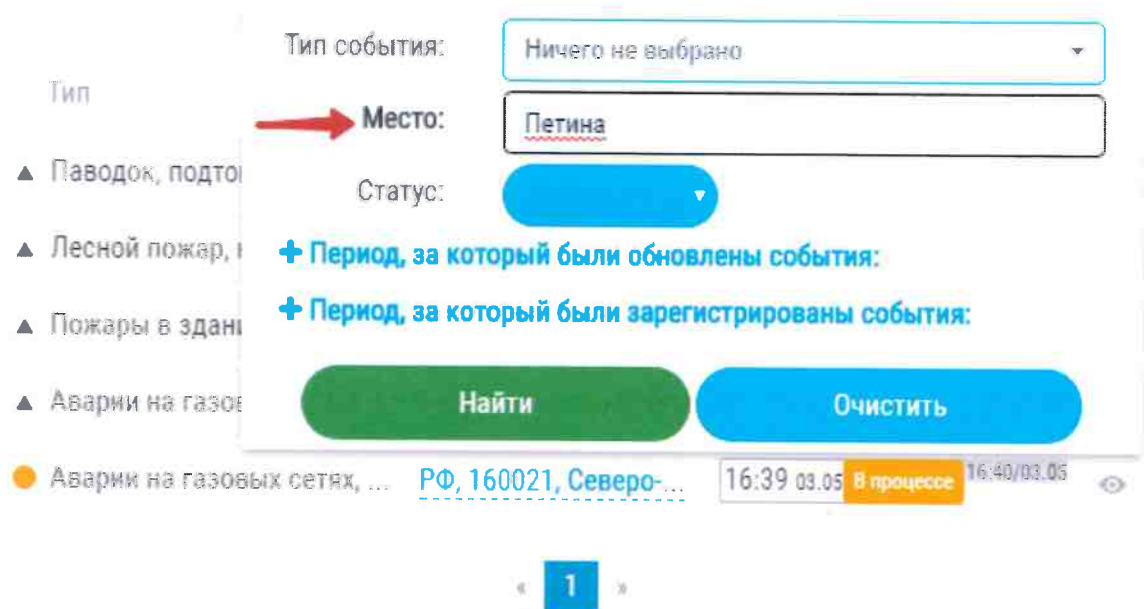 Тип события: Ничего не выбрано
Тип
Место: Петина
▲ Паводок, подто
Статус:
▲ Лесной пожар,
+ Период, за который были обновлены события:
+ Период, за который были зарегистрированы события:
▲ Пожары в здани
▲ Аварии на газов
Найти Очистить
Аварии на газовых сетях, ... РФ, 160021, Северо-... 16:39 03.05 В процессе 16:40/03.05
« 1 »